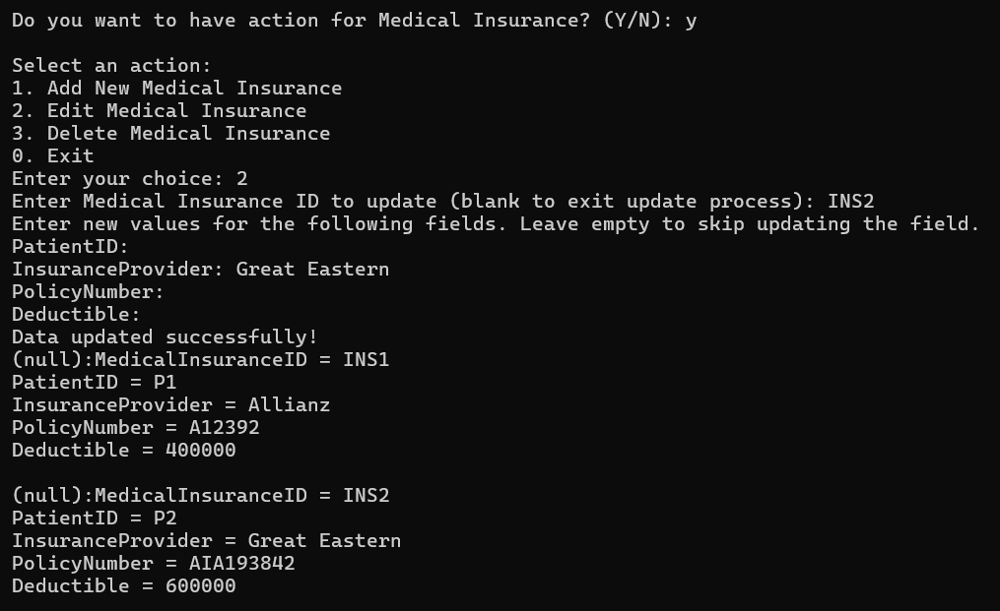 Do you want to have action for Medical Insurance? (Y/N): y
Select an action:
1. Add New Medical Insurance
2. Edit Medical Insurance
3. Delete Medical Insurance
0. Exit
Enter your choice: 2
Enter Medical Insurance ID to update (blank to exit update process): INS2
Enter new values for the following fields. Leave empty to skip updating the field.
PatientID:
InsuranceProvider: Great Eastern
PolicyNumber:
Deductible:
Data updated successfully!
(null):MedicalInsuranceID = INS1
PatientID = P1
InsuranceProvider = Allianz
PolicyNumber = A12392
Deductible = 400000
(null):MedicalInsuranceID = INS2
PatientID = P2
InsuranceProvider = Great Eastern
PolicyNumber = AIA193842
Deductible = 600000